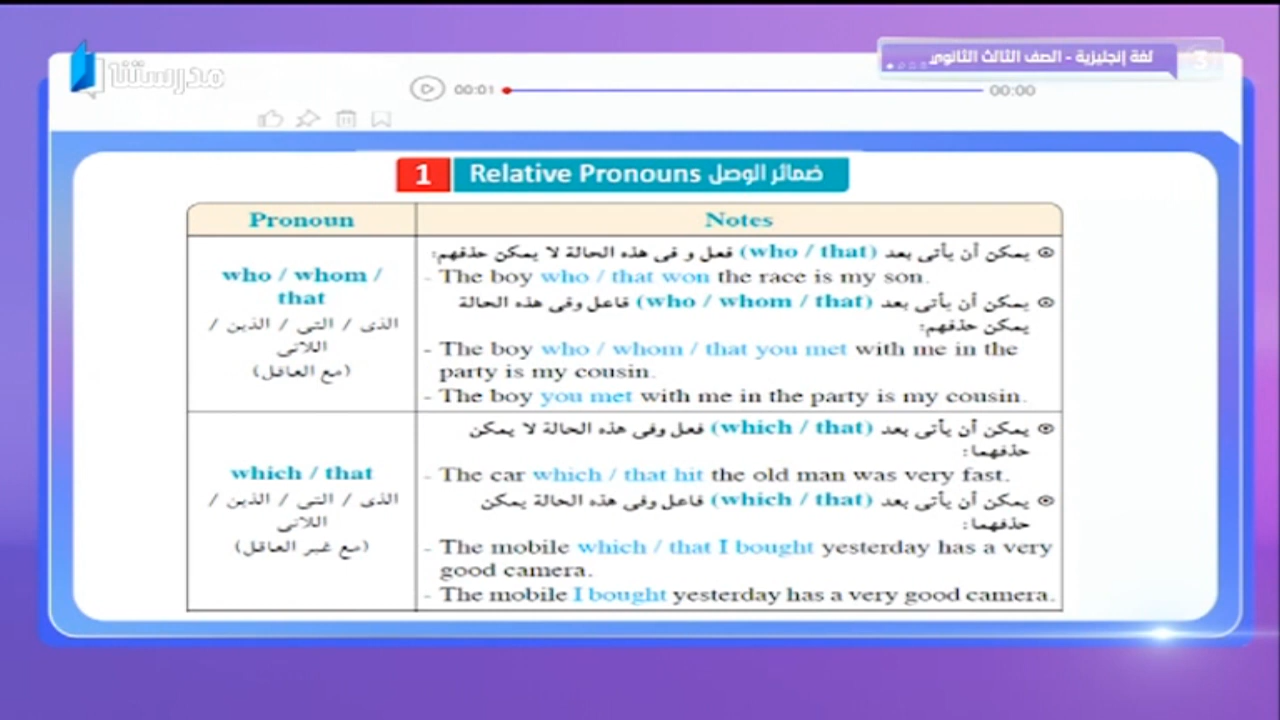 مدرستنا
لغة إنجليزية - الصف الثالث الثانوي
3
00:01
00:00
1
Relative Pronouns ضمائر الوصل
Pronoun
Notes
who / whom /
that
الذى / التى / الذين /
اللاتى
(مع العاقل)
يمكن أن يأتى بعد (who / that) فعل و فى هذه الحالة لا يمكن حذفهم:
- The boy who / that won the race is my son.
يمكن أن يأتى بعد (who / whom / that) فاعل وفى هذه الحالة
يمكن حذفهم:
- The boy who / whom / that you met with me in the
party is my cousin.
- The boy you met with me in the party is my cousin.
which / that
الذى / التى / الذين /
اللاتى
(مع غير العاقل)
يمكن أن يأتى بعد (which / that) فعل وفى هذه الحالة لا يمكن
حذفهما:
- The car which / that hit the old man was very fast.
يمكن أن يأتى بعد (which / that) فاعل وفى هذه الحالة يمكن
حذفهما:
- The mobile which / that I bought yesterday has a very
good camera.
- The mobile I bought yesterday has a very good camera.